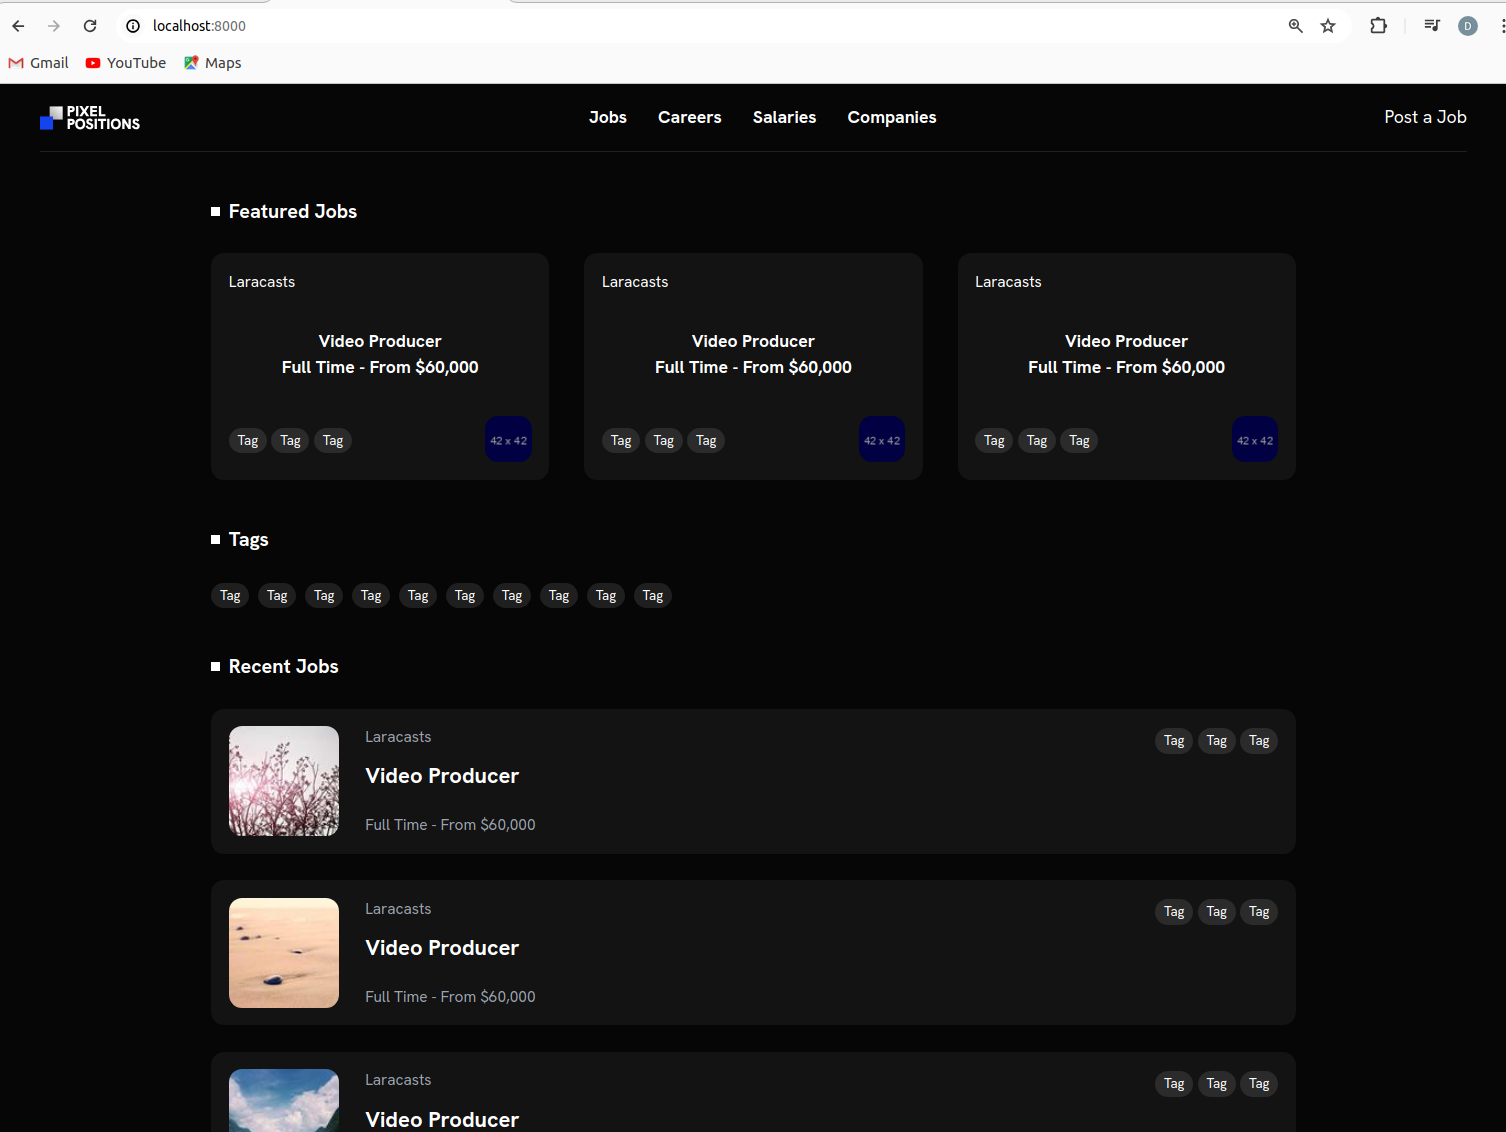 localhost:8000
D
Gmail YouTube Maps
PIXEL
POSITIONS
Jobs Careers Salaries Companies
Post a Job
Featured Jobs
Laracasts
Video Producer
Full Time - From $60,000
Tag Tag Tag
42 x 42
Laracasts
Video Producer
Full Time - From $60,000
Tag Tag Tag
42 x 42
Laracasts
Video Producer
Full Time - From $60,000
Tag Tag Tag
42 x 42
Tags
Tag Tag Tag Tag Tag Tag Tag Tag Tag Tag
Recent Jobs
Laracasts
Video Producer
Full Time - From $60,000
Tag Tag Tag
Laracasts
Video Producer
Full Time - From $60,000
Tag Tag Tag
Laracasts
Video Producer
Tag Tag Tag